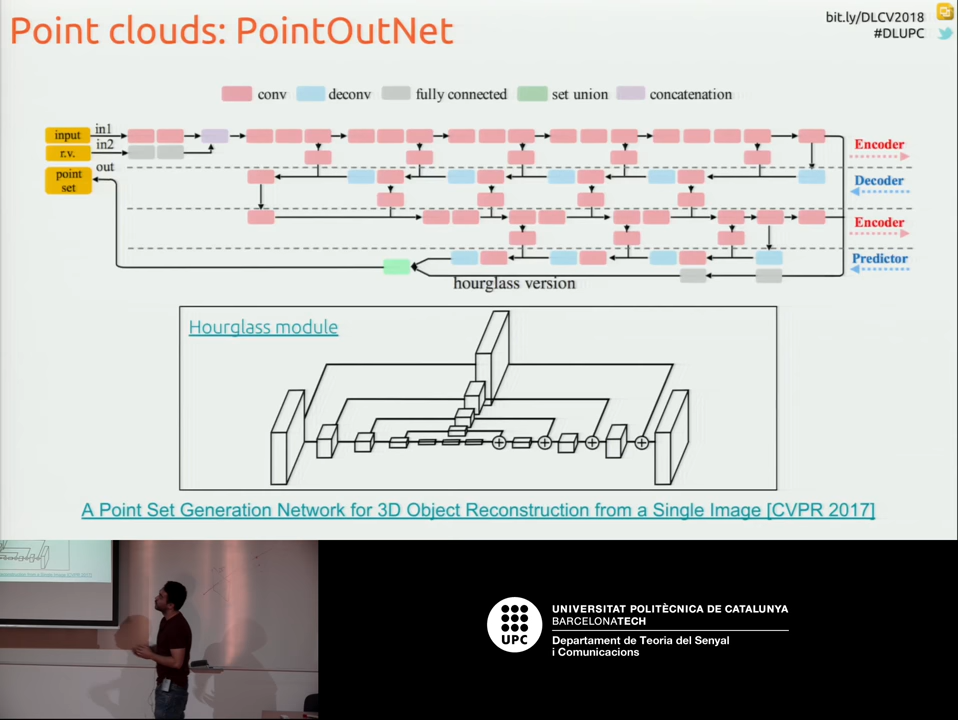 Point clouds: PointOutNet
bit.ly/DLCV2018
#DLUPC
conv deconv fully connected set union concatenation
input in1
r.v. in2
point set out
Encoder
Decoder
Encoder
Predictor
hourglass version
Hourglass module
A Point Set Generation Network for 3D Object Reconstruction from a Single Image [CVPR 2017]
UPC
UNIVERSITAT POLITÈCNICA DE CATALUNYA
BARCELONATECH
Departament de Teoria del Senyal
i Comunicacions